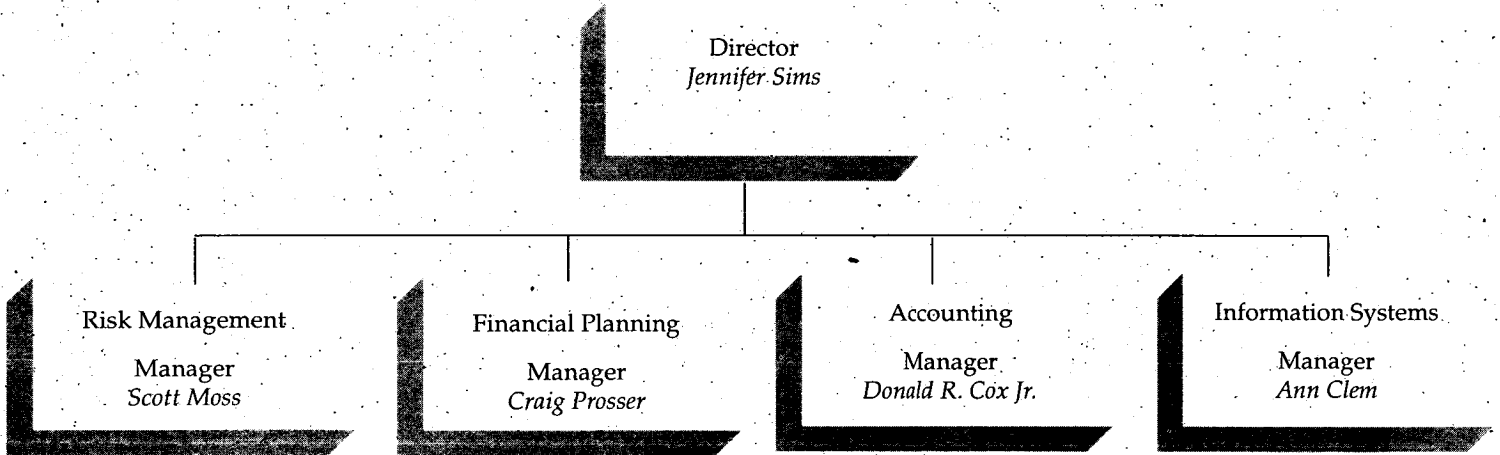 Director
Jennifer Sims
Risk Management
Manager
Scott Moss
Financial Planning
Manager
Craig Prosser
Accounting
Manager
Donald R. Cox Jr.
Information Systems
Manager
Ann Clem